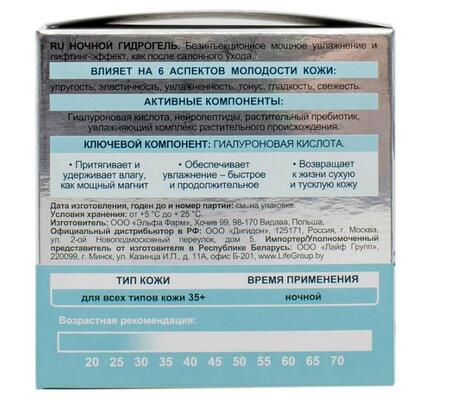 RU НОЧНОЙ ГИДРОГЕЛЬ. Безинъекционное мощное увлажнение и
лифтинг-эффект, как после салонного ухода.
ВЛИЯЕТ НА 6 АСПЕКТОВ МОЛОДОСТИ КОЖИ:
упругость, эластичность, увлажненность, тонус, гладкость, свежесть.
АКТИВНЫЕ КОМПОНЕНТЫ:
Гиалуроновая кислота, нейропептиды, растительный пребиотик,
увлажняющий комплекс растительного происхождения.
КЛЮЧЕВОЙ КОМПОНЕНТ: ГИАЛУРОНОВАЯ КИСЛОТА.
• Притягивает и
удерживает влагу,
как мощный магнит
• Обеспечивает
увлажнение – быстрое
и продолжительное
• Возвращает
к жизни сухую
и тусклую кожу
Дата изготовления, годен до и номер партии: см. на упаковке.
Условия хранения: от +5 °C до + 25 °C.
Изготовитель: ООО «Эльфа Фарм», Хочив 99, 98-170 Видава, Польша,
Официальный дистрибьютор в РФ: ООО «Дигидон», 125171, Россия, г. Москва,
ул. 2-ой Новоподмосковный переулок, дом 5. Импортер/Уполномоченный
представитель от изготовителя в Республике Беларусь: ООО «Лайф Групп»,
220099, г. Минск, ул. Казинца И.П., д. 11А, офис Б-201, www.LifeGroup.by
ТИП КОЖИ
для всех типов кожи 35+
ВРЕМЯ ПРИМЕНЕНИЯ
ночной
Возрастная рекомендация:
20 25 30 35 40 45 50 55 60 65 70